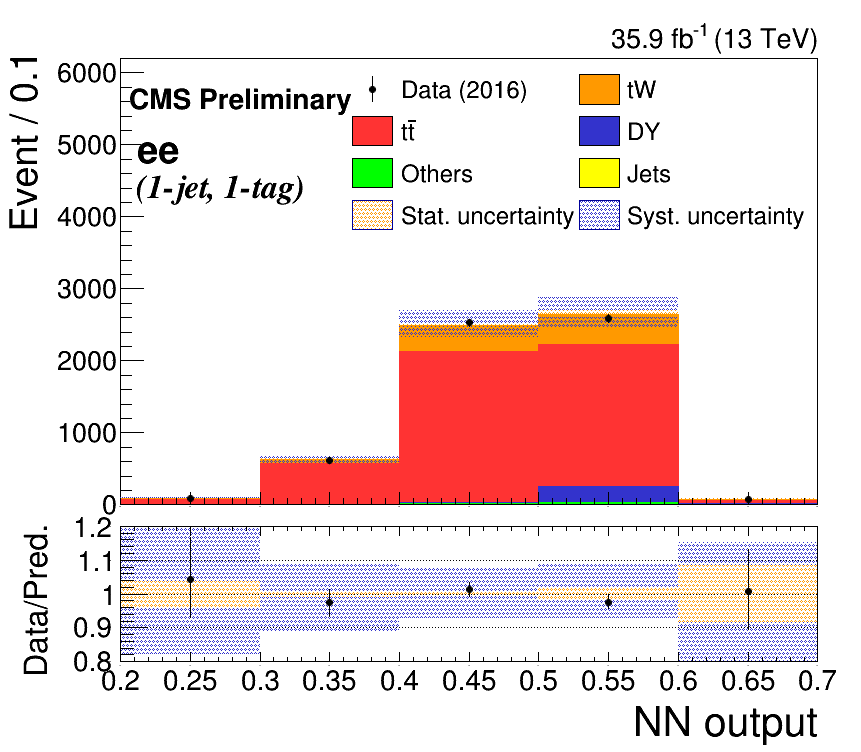 35.9 fb⁻¹ (13 TeV)
Event / 0.1
6000
5000
4000
3000
2000
1000
0
CMS Preliminary
ee
(1-jet, 1-tag)
Data (2016)
tW
tt̄
DY
Others
Jets
Stat. uncertainty
Syst. uncertainty
Data/Pred.
1.2
1.1
1
0.9
0.8
0.2 0.25 0.3 0.35 0.4 0.45 0.5 0.55 0.6 0.65 0.7
NN output